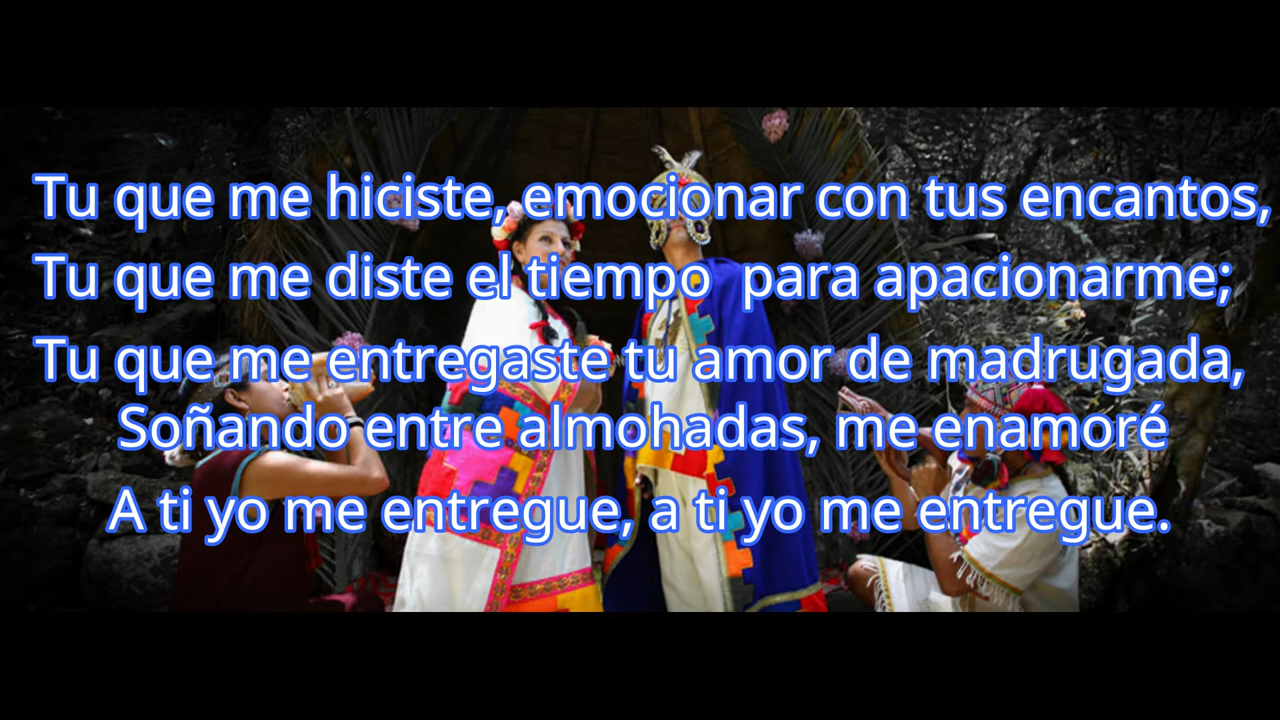 Tu que me hiciste, emocionar con tus encantos,
Tu que me diste el tiempo  para apacionarme;
Tu que me entregaste tu amor de madrugada,
Soñando entre almohadas, me enamoré
A ti yo me entregue, a ti yo me entregue.